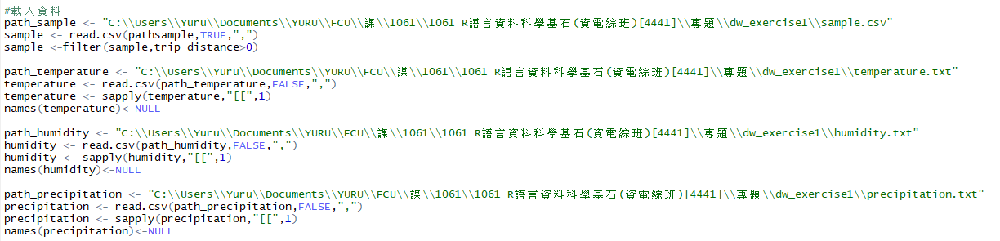 #載入資料
path_sample <- "C:\\Users\\Yuru\\Documents\\YURU\\FCU\\課\\1061\\1061 R語言資料科學基石(資電綜班)[4441]\\專題\\dw_exercise1\\sample.csv"
sample <- read.csv(pathsample,TRUE,",")
sample <-filter(sample,trip_distance>0)
path_temperature <- "C:\\Users\\Yuru\\Documents\\YURU\\FCU\\課\\1061\\1061 R語言資料科學基石(資電綜班)[4441]\\專題\\dw_exercise1\\temperature.txt"
temperature <- read.csv(path_temperature,FALSE,",")
temperature <- sapply(temperature,"[[",1)
names(temperature)<-NULL
path_humidity <- "C:\\Users\\Yuru\\Documents\\YURU\\FCU\\課\\1061\\1061 R語言資料科學基石(資電綜班)[4441]\\專題\\dw_exercise1\\humidity.txt"
humidity <- read.csv(path_humidity,FALSE,",")
humidity <- sapply(humidity,"[[",1)
names(humidity)<-NULL
path_precipitation <- "C:\\Users\\Yuru\\Documents\\YURU\\FCU\\課\\1061\\1061 R語言資料科學基石(資電綜班)[4441]\\專題\\dw_exercise1\\precipitation.txt"
precipitation <- read.csv(path_precipitation,FALSE,",")
precipitation <- sapply(precipitation,"[[",1)
names(precipitation)<-NULL